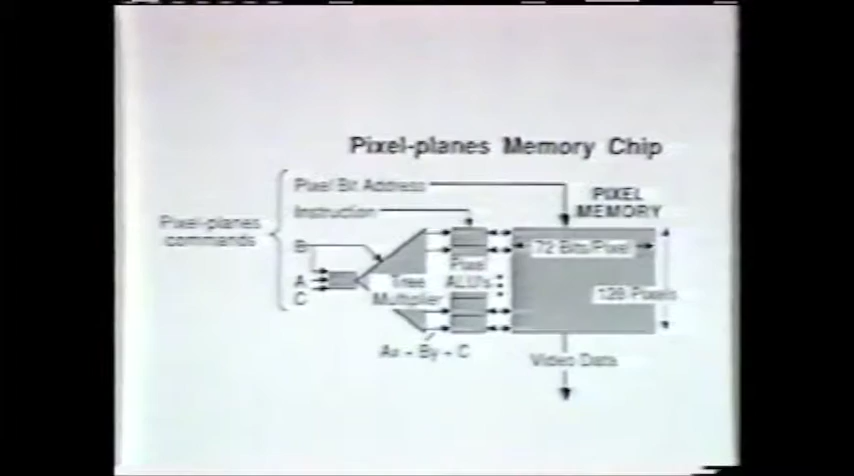 Pixel-planes Memory Chip
Pixel Bit Address
PIXEL
MEMORY
Instruction
Pixel-planes
commands
B
72 Bits/Pixel
Pixel
ALU's
Tree
Multiplier
A
C
128 Pixels
Ax + By + C
Video Data